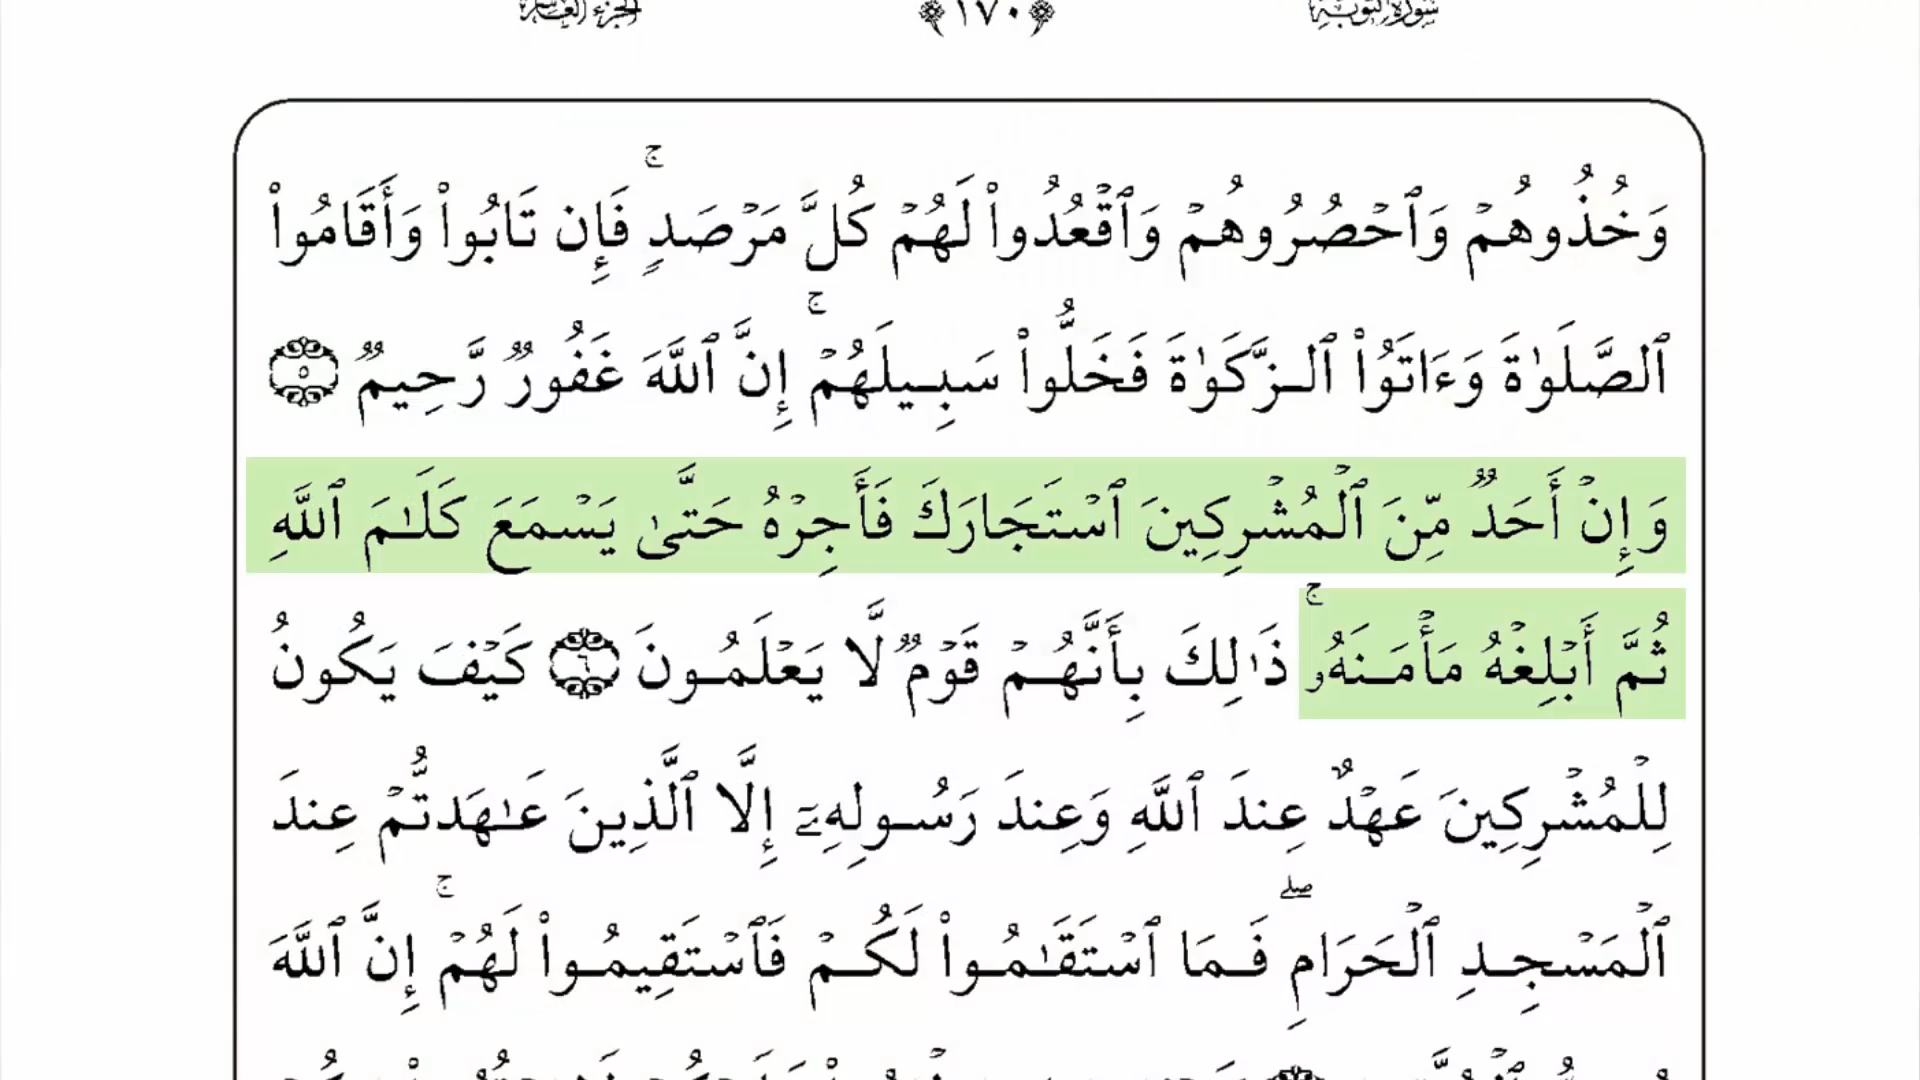 سورة التوبة ١٧٠ الجزء العاشر
وَخُذُوهُمْ وَٱحْصُرُوهُمْ وَٱقْعُدُوا۟ لَهُمْ كُلَّ مَرْصَدٍ ۚ فَإِن تَابُوا۟ وَأَقَامُوا۟
ٱلصَّلَوٰةَ وَءَاتَوُا۟ ٱلزَّكَوٰةَ فَخَلُّوا۟ سَبِيلَهُمْ ۚ إِنَّ ٱللَّهَ غَفُورٌ رَّحِيمٌ ٥
وَإِنْ أَحَدٌ مِّنَ ٱلْمُشْرِكِينَ ٱسْتَجَارَكَ فَأَجِرْهُ حَتَّىٰ يَسْمَعَ كَلَـٰمَ ٱللَّهِ
ثُمَّ أَبْلِغْهُ مَأْمَنَهُۥ ۚ ذَٰلِكَ بِأَنَّهُمْ قَوْمٌ لَّا يَعْلَمُونَ ٦ كَيْفَ يَكُونُ
لِلْمُشْرِكِينَ عَهْدٌ عِندَ ٱللَّهِ وَعِندَ رَسُولِهِۦٓ إِلَّا ٱلَّذِينَ عَـٰهَدتُّمْ عِندَ
ٱلْمَسْجِدِ ٱلْحَرَامِ ۖ فَمَا ٱسْتَقَـٰمُوا۟ لَكُمْ فَٱسْتَقِيمُوا۟ لَهُمْ ۚ إِنَّ ٱللَّهَ